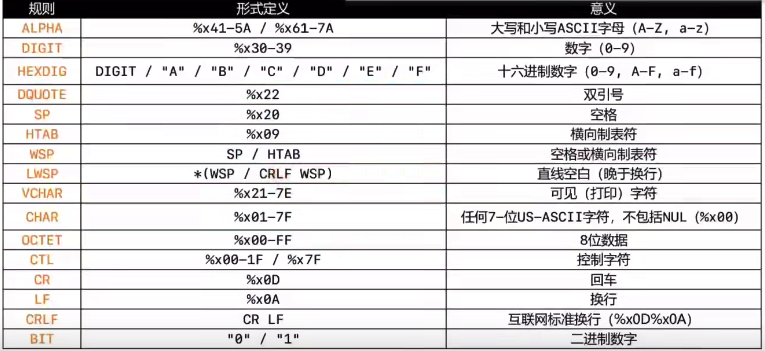 规则 形式定义 意义
ALPHA %x41-5A / %x61-7A 大写和小写ASCII字母 (A-Z, a-z)
DIGIT %x30-39 数字 (0-9)
HEXDIG DIGIT / "A" / "B" / "C" / "D" / "E" / "F" 十六进制数字 (0-9, A-F, a-f)
DQUOTE %x22 双引号
SP %x20 空格
HTAB %x09 横向制表符
WSP SP / HTAB 空格或横向制表符
LWSP *(WSP / CRLF WSP) 直线空白 (晚于换行)
VCHAR %x21-7E 可见 (打印) 字符
CHAR %x01-7F 任何7-位US-ASCII字符，不包括NUL (%x00)
OCTET %x00-FF 8位数据
CTL %x00-1F / %x7F 控制字符
CR %x0D 回车
LF %x0A 换行
CRLF CR LF 互联网标准换行 (%x0D%x0A)
BIT "0" / "1" 二进制数字